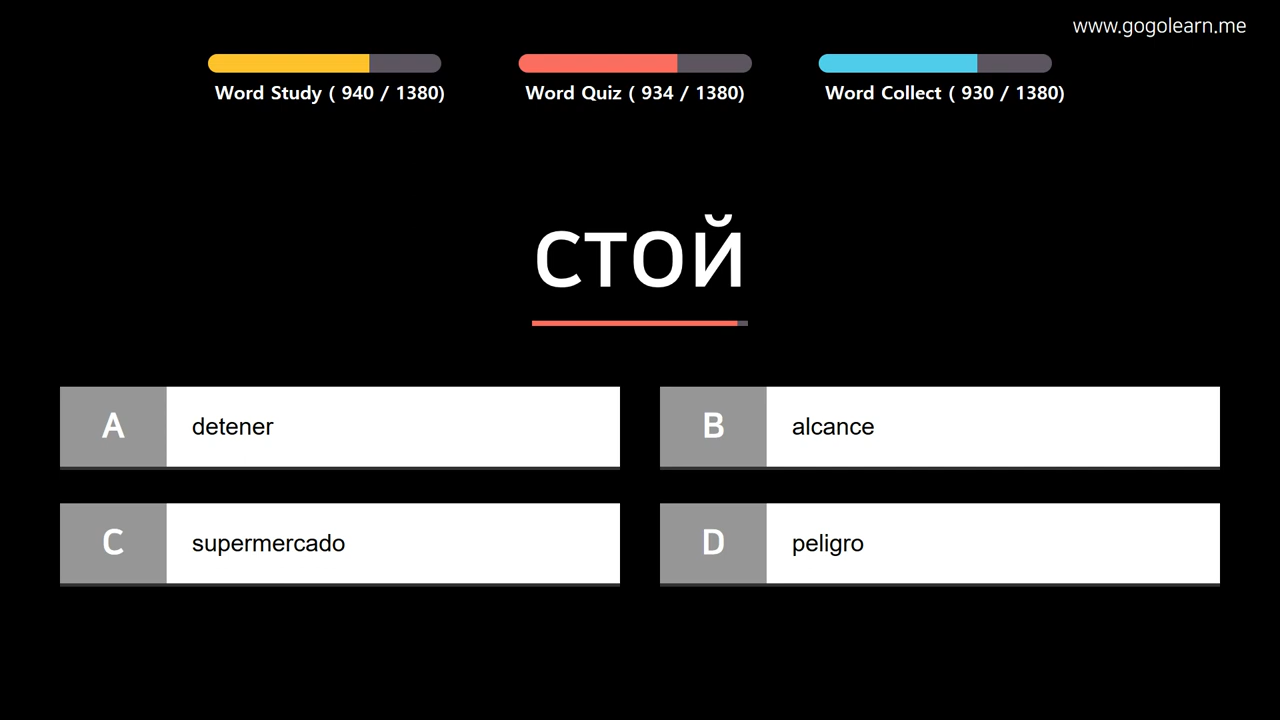 www.gogolearn.me
Word Study ( 940 / 1380)
Word Quiz ( 934 / 1380)
Word Collect ( 930 / 1380)
стой
A detener
B alcance
C supermercado
D peligro